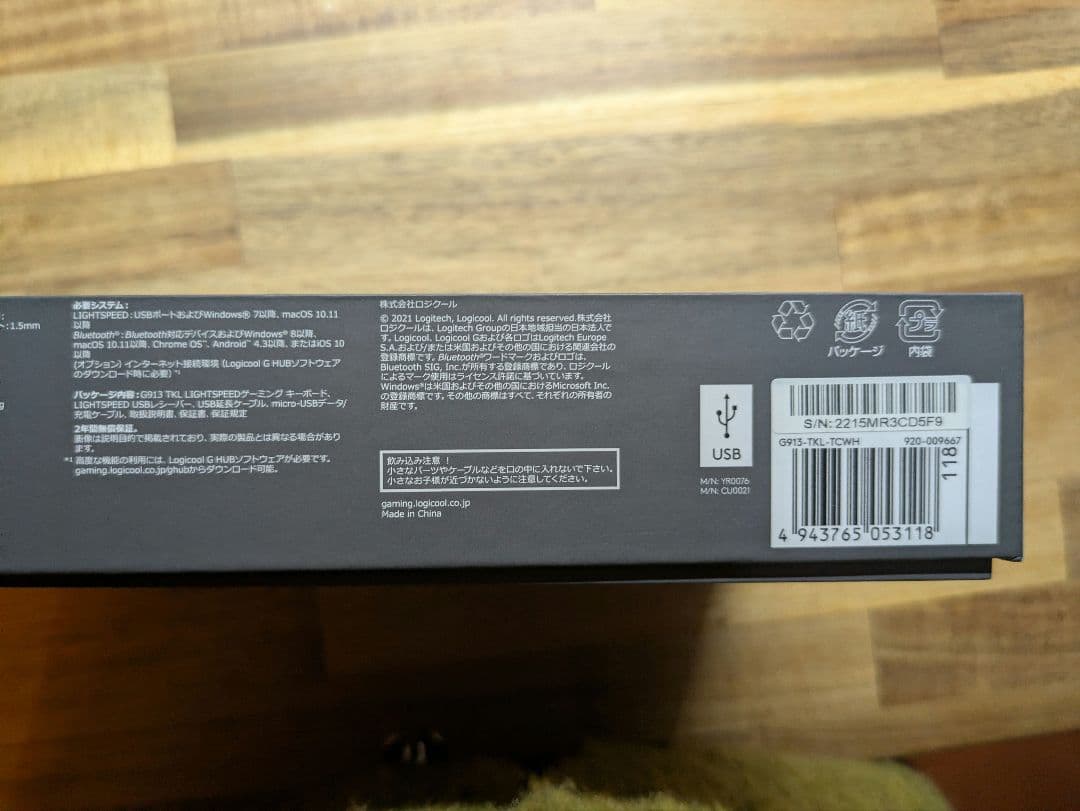 ト:1.5mm
必要システム:
LIGHTSPEED:USBポートおよびWindows® 7以降、macOS 10.11
以降
Bluetooth®:Bluetooth対応デバイスおよびWindows® 8以降、
macOS 10.11以降、Chrome OS™、Android™ 4.3以降、またはiOS 10
以降
(オプション) インターネット接続環境 (Logicool G HUBソフトウェア
のダウンロード時に必要) *¹
パッケージ内容:G913 TKL LIGHTSPEEDゲーミング キーボード、
LIGHTSPEED USBレシーバー、USB延長ケーブル、micro-USBデータ/
充電ケーブル、取扱説明書、保証書、保証規定
2年間無償保証。
画像は説明目的で掲載されており、実際の製品とは異なる場合があり
ます。
*¹ 高度な機能の利用には、Logicool G HUBソフトウェアが必要です。
gaming.logicool.co.jp/ghubからダウンロード可能。
株式会社ロジクール
© 2021 Logitech, Logicool. All rights reserved.株式会社
ロジクールは、Logitech Groupの日本地域担当の日本法人で
す。Logicool、Logicool Gおよび各ロゴはLogitech Europe
S.A.および/または米国およびその他の国における関連会社の
登録商標です。Bluetooth®ワードマークおよびロゴは、
Bluetooth SIG, Inc.が所有する登録商標であり、ロジクール
によるマーク使用はライセンス許諾に基づいています。
Windows®は米国およびその他の国におけるMicrosoft Inc.
の登録商標です。その他の商標はすべて、それぞれの所有者の
財産です。
飲み込み注意 !
小さなパーツやケーブルなどを口の中に入れないで下さい。
小さなお子様が近づかないように注意してください。
gaming.logicool.co.jp
Made in China
USB
M/N: YR0076
M/N: CU0021
紙
パッケージ
プラ
内袋
S/N: 2215MR3CD5F9
G913-TKL-TCWH 920-009667
118
4 943765 053118